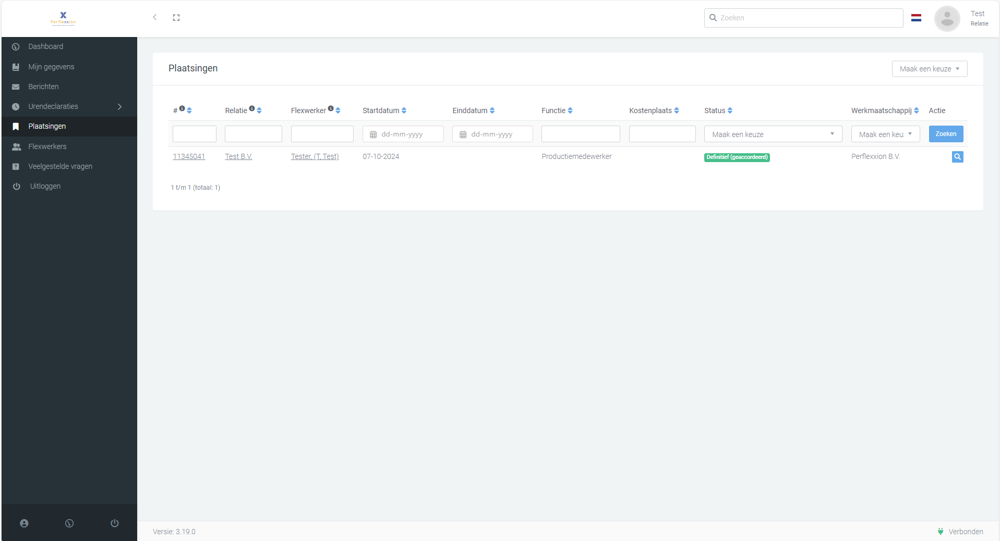 Perflexxion
Zoeken
Test
Relatie
Dashboard
Mijn gegevens
Berichten
Urendeclaraties
Plaatsingen
Flexwerkers
Veelgestelde vragen
Uitloggen
Plaatsingen
Maak een keuze
# Relatie Flexwerker Startdatum Einddatum Functie Kostenplaats Status Werkmaatschappij Actie
dd-mm-yyyy dd-mm-yyyy Maak een keuze Maak een keu: Zoeken
11345041 Test B.V. Tester, (T, Test) 07-10-2024 Productiemedewerker Definitief (geaccordeerd) Perflexxion B.V.
1 t/m 1 (totaal: 1)
Versie: 3.19.0
Verbonden